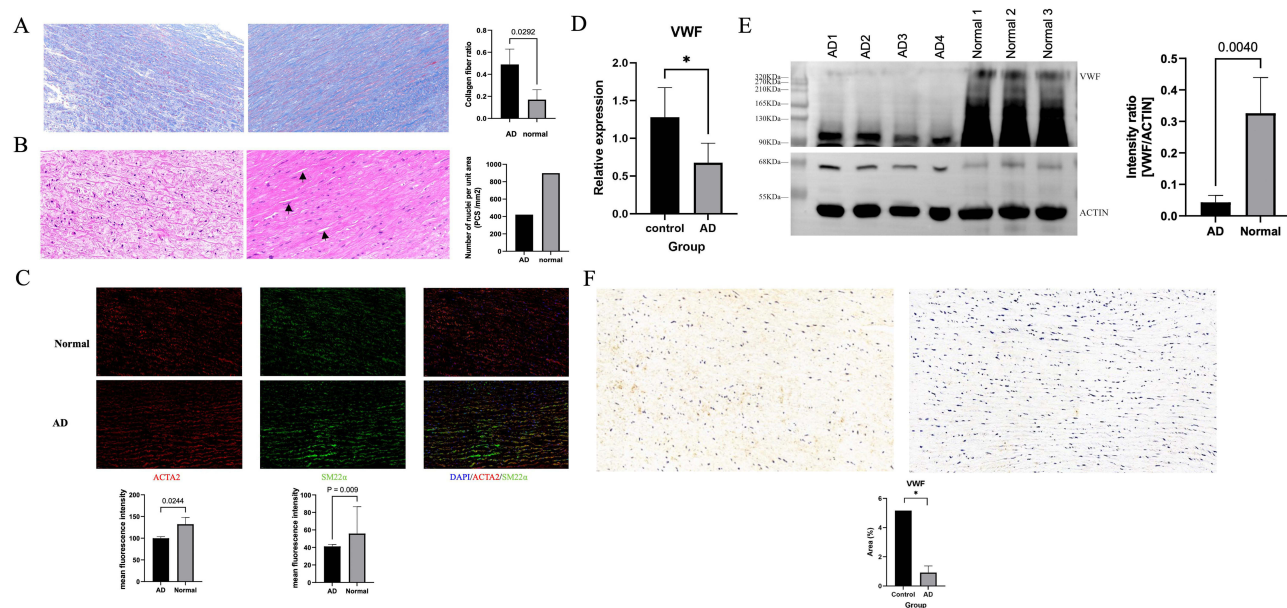 A
0.0292
Collagen fiber ratio
0.8
0.6
0.4
0.2
0.0
AD normal
B
Number of nuclei per unit area
(PCS /mm2)
1000
800
600
400
200
0
AD normal
C
Normal
AD
ACTA2
SM22α
DAPI/ACTA2/SM22α
mean fluorescence intensity
0.0244
200
150
100
50
0
AD Normal
mean fluorescence intensity
P = 0.009
100
80
60
40
20
0
AD Normal
D
VWF
*
Relative expression
2.0
1.5
1.0
0.5
0.0
control AD
Group
E
AD1
AD2
AD3
AD4
Normal 1
Normal 2
Normal 3
320KDa
270KDa
210KDa
165KDa
130KDa
90KDa
68KDa
55KDa
VWF
ACTIN
0.0040
Intensity ratio
[VWF/ACTIN]
0.5
0.4
0.3
0.2
0.1
0.0
AD Normal
F
VWF
*
Area (%)
6
4
2
0
Control AD
Group